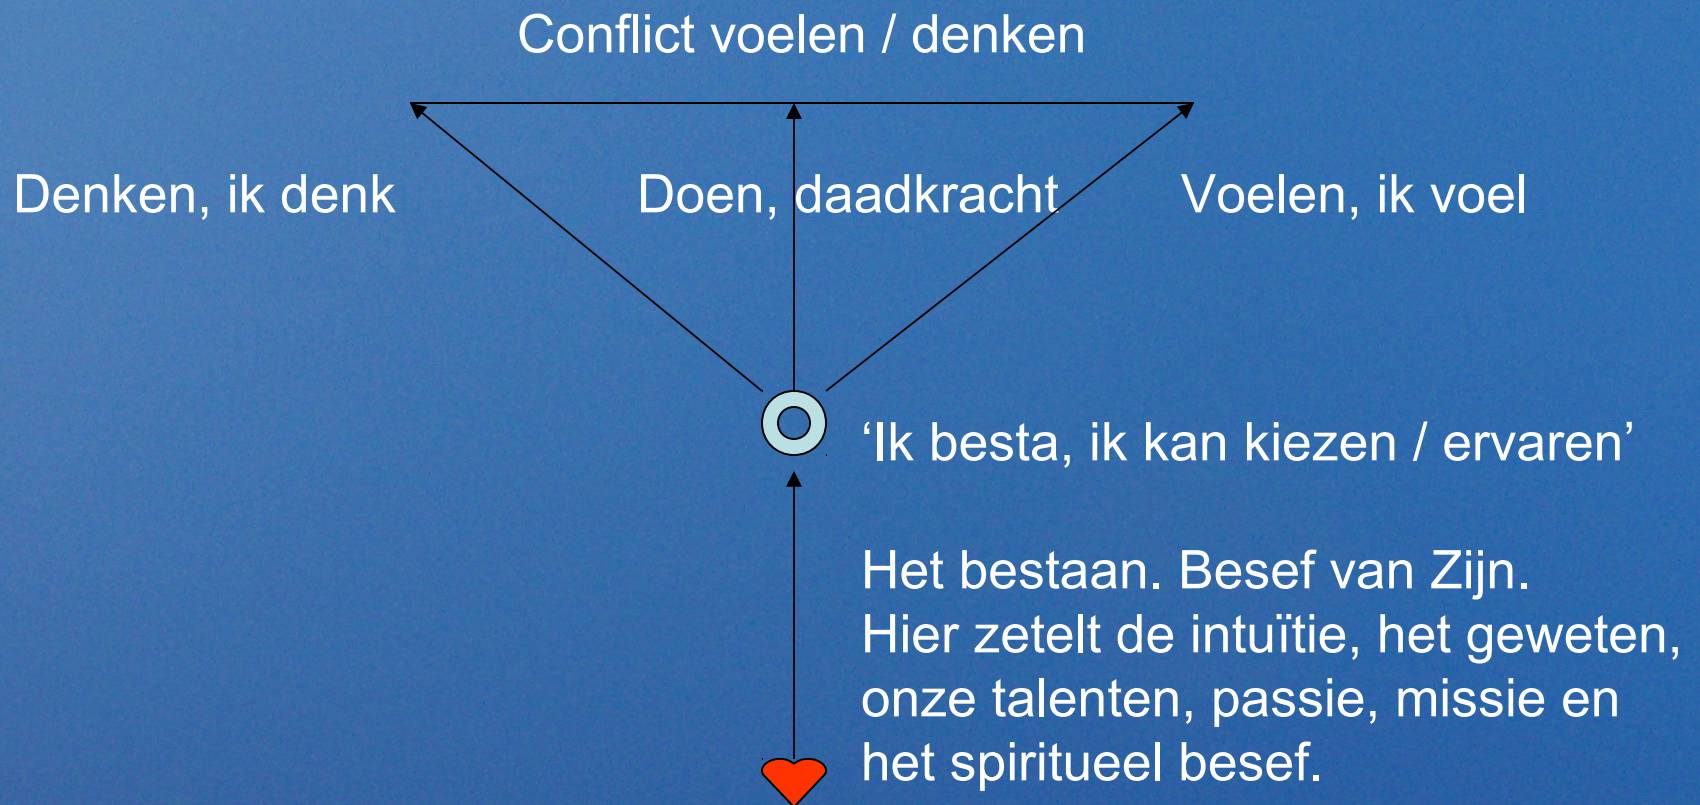 Conflict voelen / denken
Denken, ik denk
Doen, daadkracht
Voelen, ik voel
‘Ik besta, ik kan kiezen / ervaren’
Het bestaan. Besef van Zijn.
Hier zetelt de intuïtie, het geweten,
onze talenten, passie, missie en
het spiritueel besef.